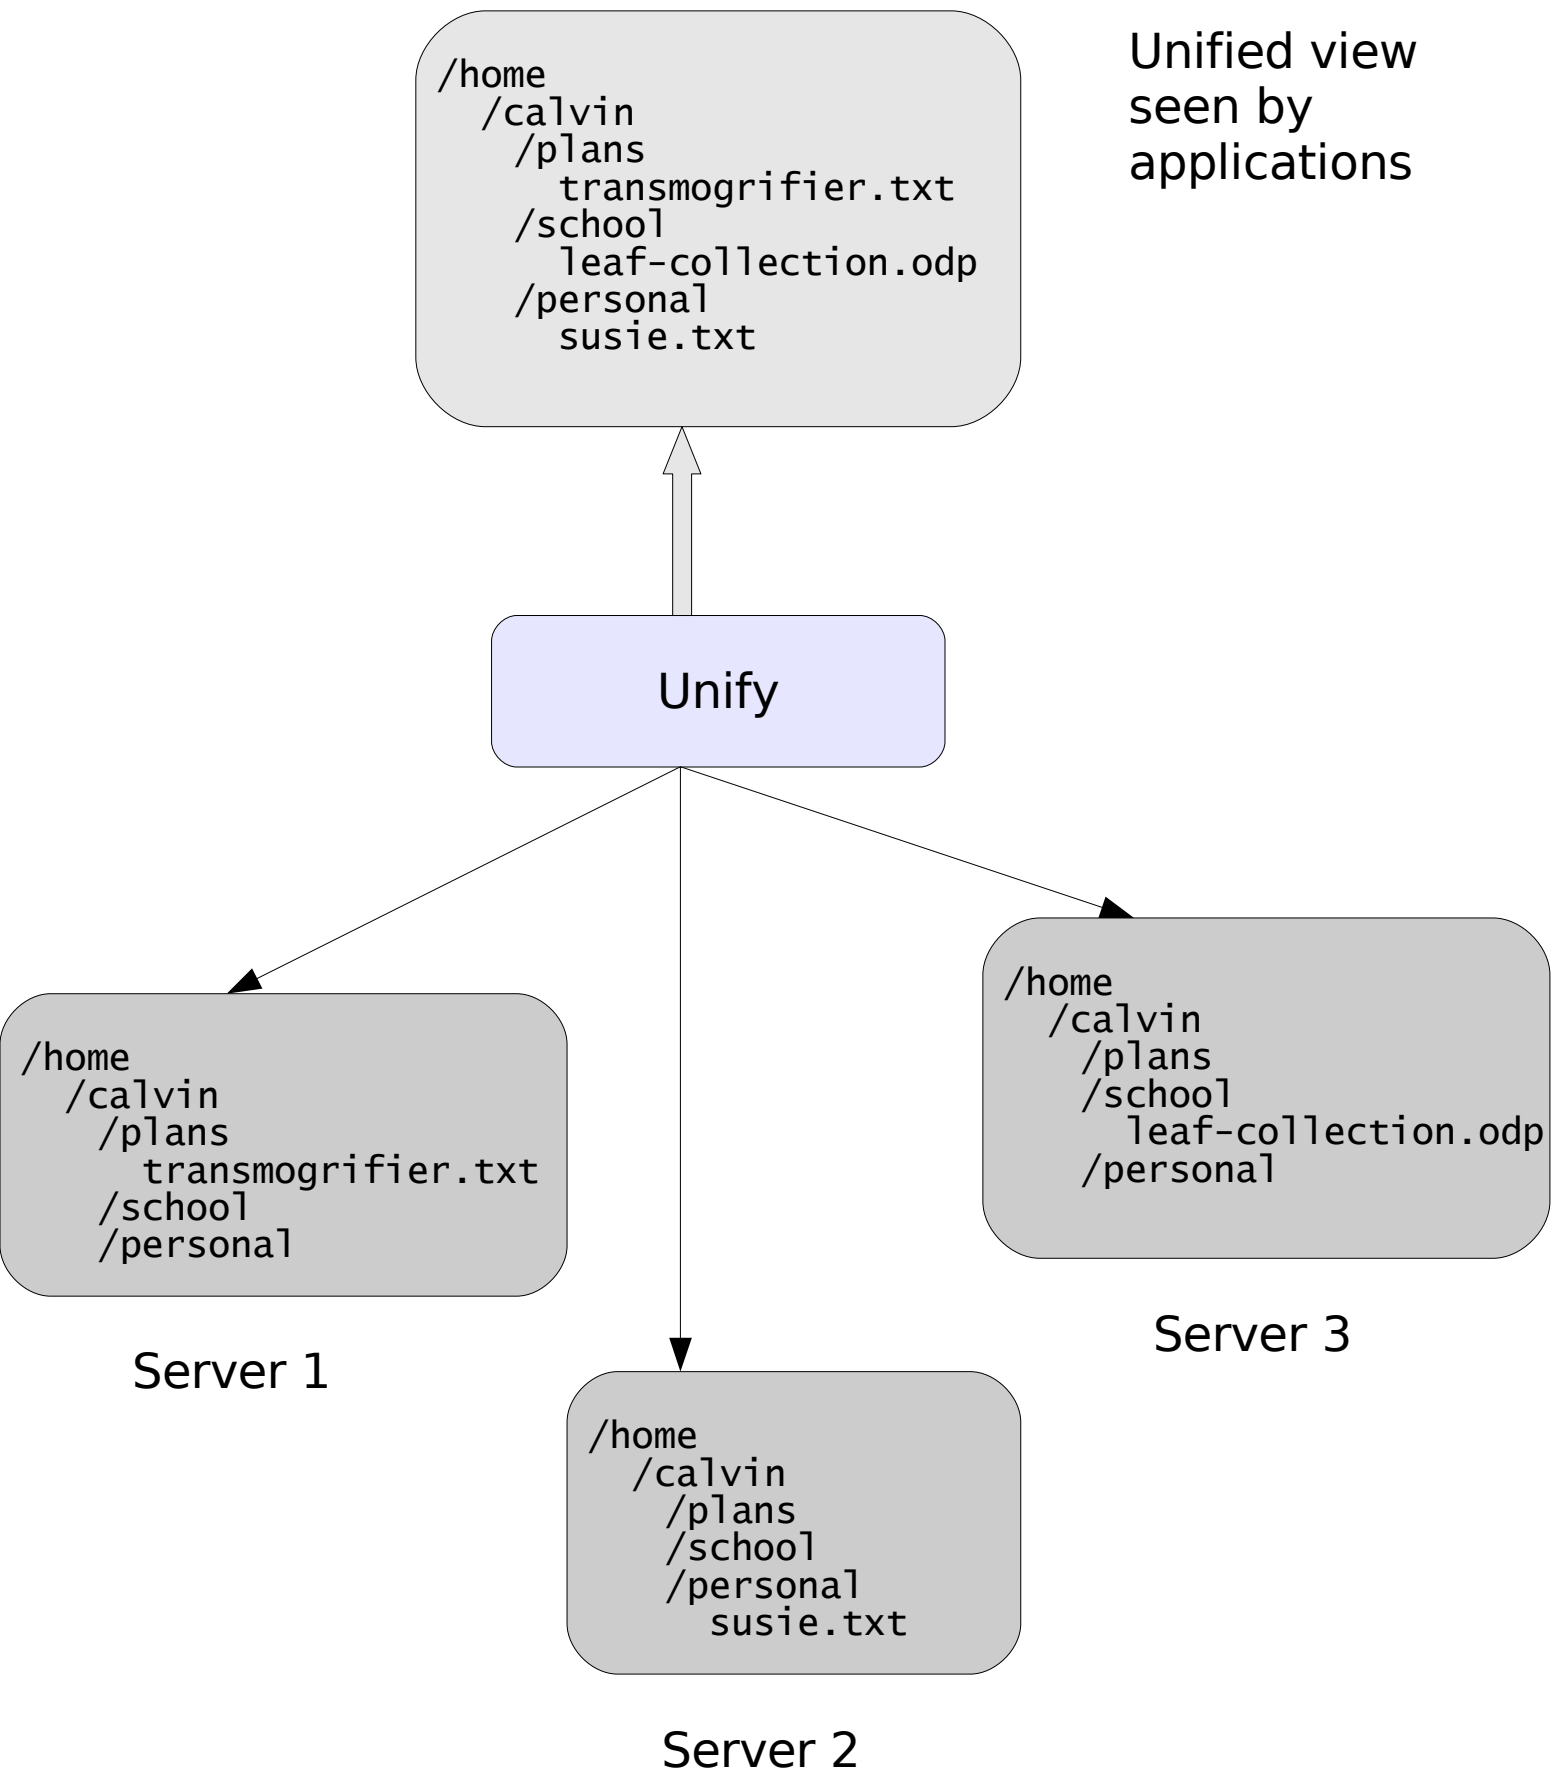 /home
/calvin
/plans
transmogrifier.txt
/school
leaf-collection.odp
/personal
susie.txt
Unified view
seen by
applications
Unify
/home
/calvin
/plans
transmogrifier.txt
/school
/personal
Server 1
/home
/calvin
/plans
/school
/personal
susie.txt
Server 2
/home
/calvin
/plans
/school
leaf-collection.odp
/personal
Server 3